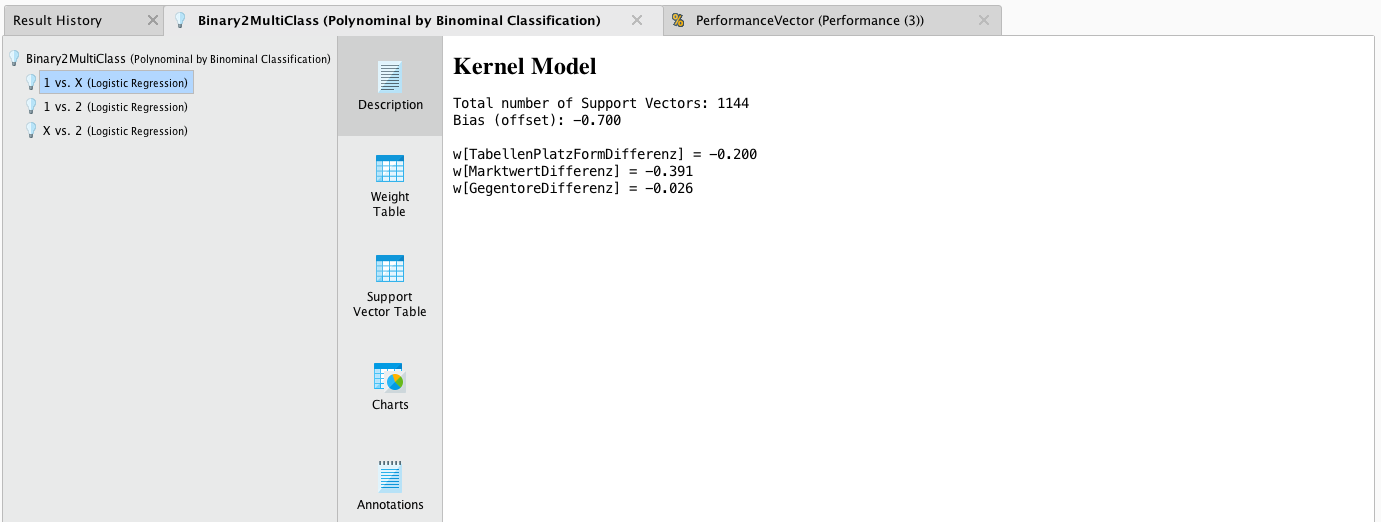 Result History
Binary2MultiClass (Polynominal by Binominal Classification)
PerformanceVector (Performance (3))
Binary2MultiClass (Polynominal by Binominal Classification)
1 vs. X (Logistic Regression)
1 vs. 2 (Logistic Regression)
X vs. 2 (Logistic Regression)
Description
Weight
Table
Support
Vector Table
Charts
Annotations
Kernel Model
Total number of Support Vectors: 1144
Bias (offset): -0.700
w[TabellenPlatzFormDifferenz] = -0.200
w[MarktwertDifferenz] = -0.391
w[GegentoreDifferenz] = -0.026